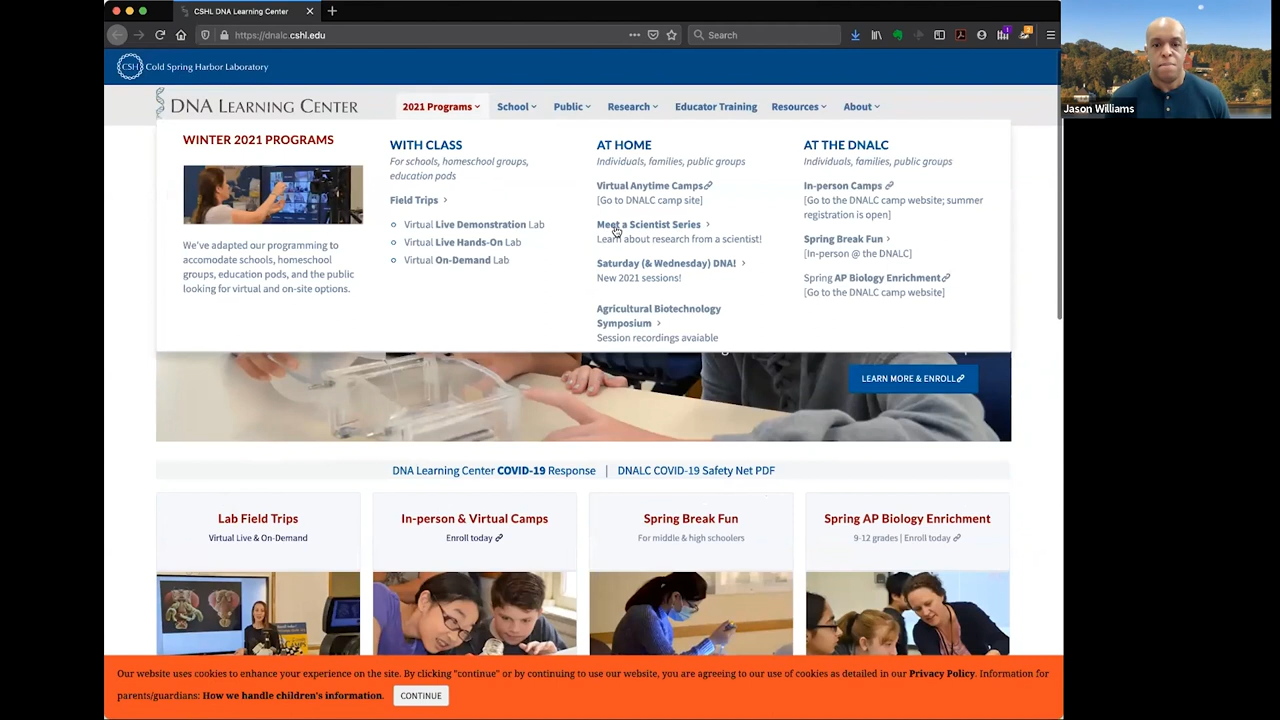 CSHL DNA Learning Center
https://dnalc.cshl.edu
Search
CSH Cold Spring Harbor Laboratory
DNA LEARNING CENTER
2021 Programs
School
Public
Research
Educator Training
Resources
About
WINTER 2021 PROGRAMS
We've adapted our programming to
accomodate schools, homeschool
groups, education pods, and the public
looking for virtual and on-site options.
WITH CLASS
For schools, homeschool groups,
education pods
Field Trips
Virtual Live Demonstration Lab
Virtual Live Hands-On Lab
Virtual On-Demand Lab
AT HOME
Individuals, families, public groups
Virtual Anytime Camps
[Go to DNALC camp site]
Meet a Scientist Series
Learn about research from a scientist!
Saturday (& Wednesday) DNA!
New 2021 sessions!
Agricultural Biotechnology
Symposium
Session recordings avaiable
AT THE DNALC
Individuals, families, public groups
In-person Camps
[Go to the DNALC camp website; summer
registration is open]
Spring Break Fun
[In-person @ the DNALC]
Spring AP Biology Enrichment
[Go to the DNALC camp website]
LEARN MORE & ENROLL
DNA Learning Center COVID-19 Response | DNALC COVID-19 Safety Net PDF
Lab Field Trips
Virtual Live & On-Demand
In-person & Virtual Camps
Enroll today
Spring Break Fun
For middle & high schoolers
Spring AP Biology Enrichment
9-12 grades | Enroll today
Our website uses cookies to enhance your experience on the site. By clicking "continue" or by continuing to use our website, you are agreeing to our use of cookies as detailed in our Privacy Policy. Information for
parents/guardians: How we handle children's information.
CONTINUE
Jason Williams